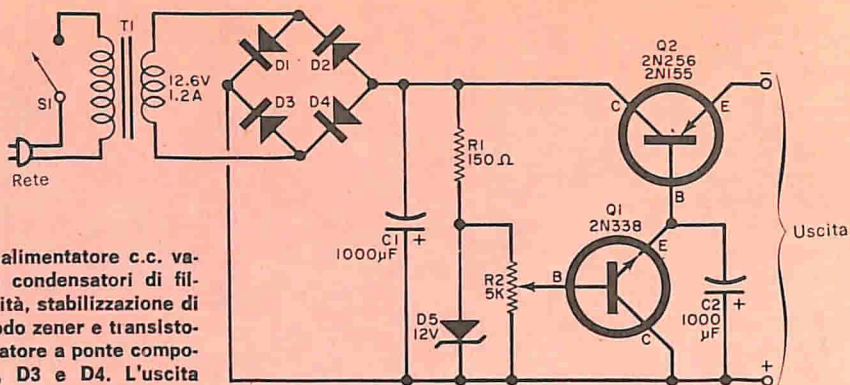 T1
12.6V
1.2A
S1
Rete
D1
D2
D3
D4
R1
150 Ω
C1
1000µF
+
D5
12V
R2
5K
Q1
2N338
B
E
C
Q2
2N256
2N155
C
E
B
C2
1000
µF
+
–
+
Uscita
alimentatore c.c. va-
condensatori di fil-
ità, stabilizzazione di
do zener e transisto-
atore a ponte compo-
D3 e D4. L'uscita